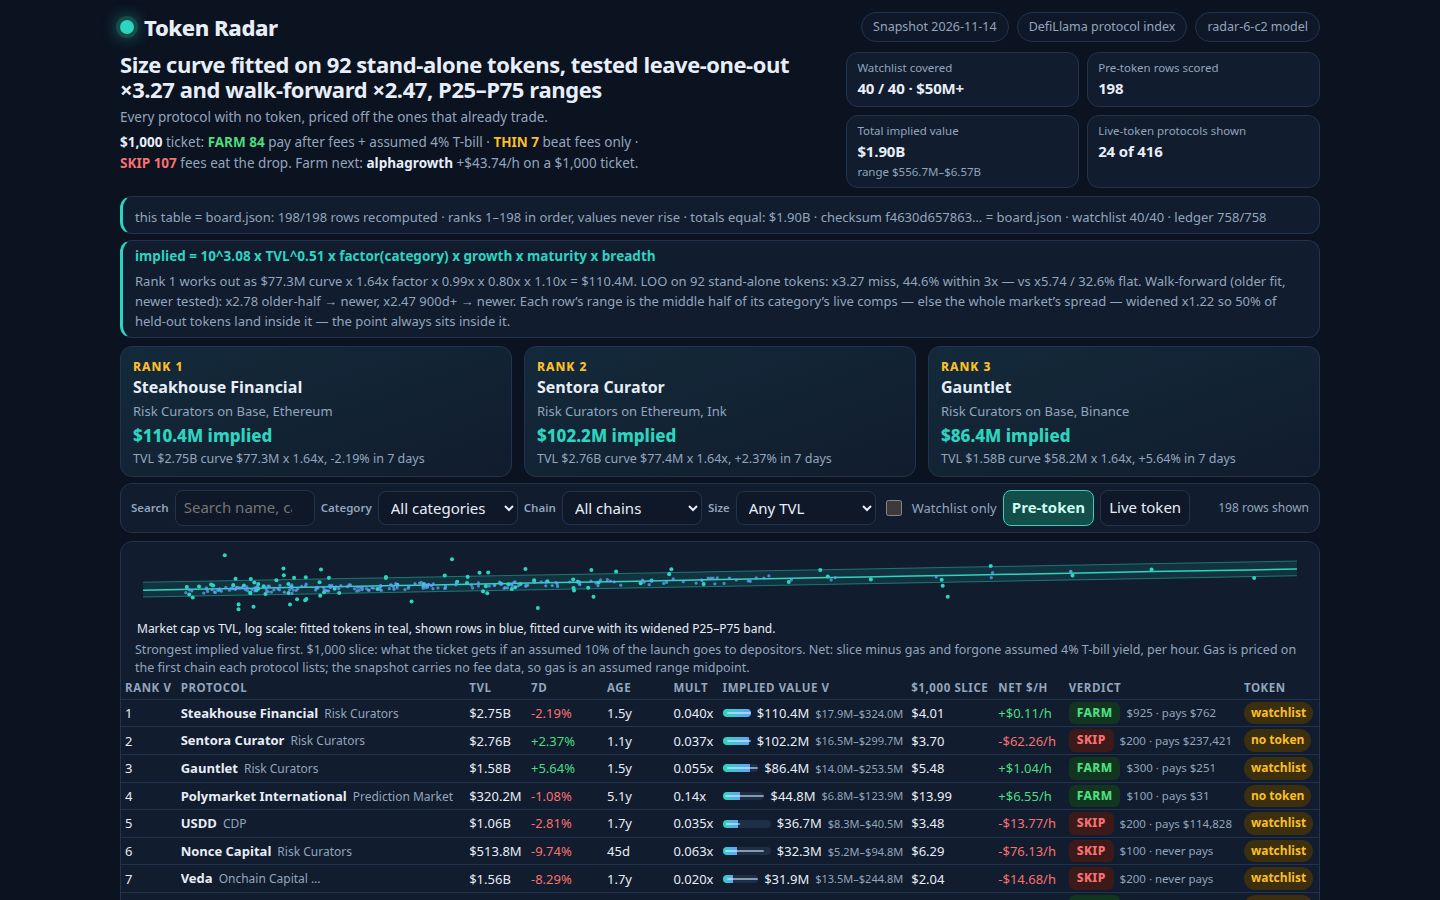 Token Radar
Snapshot 2026-11-14
DefiLlama protocol index
radar-6-c2 model
Size curve fitted on 92 stand-alone tokens, tested leave-one-out
×3.27 and walk-forward ×2.47, P25–P75 ranges
Every protocol with no token, priced off the ones that already trade.
$1,000 ticket: FARM 84 pay after fees + assumed 4% T-bill · THIN 7 beat fees only ·
SKIP 107 fees eat the drop. Farm next: alphagrowth +$43.74/h on a $1,000 ticket.
Watchlist covered
40 / 40 · $50M+
Pre-token rows scored
198
Total implied value
$1.90B
range $556.7M–$6.57B
Live-token protocols shown
24 of 416
this table = board.json: 198/198 rows recomputed · ranks 1–198 in order, values never rise · totals equal: $1.90B · checksum f4630d657863… = board.json · watchlist 40/40 · ledger 758/758
implied = 10^3.08 x TVL^0.51 x factor(category) x growth x maturity x breadth
Rank 1 works out as $77.3M curve x 1.64x factor x 0.99x x 0.80x x 1.10x = $110.4M. LOO on 92 stand-alone tokens: x3.27 miss, 44.6% within 3x — vs x5.74 / 32.6% flat. Walk-forward (older fit,
newer tested): x2.78 older-half → newer, x2.47 900d+ → newer. Each row's range is the middle half of its category's live comps — else the whole market's spread — widened x1.22 so 50% of
held-out tokens land inside it — the point always sits inside it.
RANK 1
Steakhouse Financial
Risk Curators on Base, Ethereum
$110.4M implied
TVL $2.75B curve $77.3M x 1.64x, -2.19% in 7 days
RANK 2
Sentora Curator
Risk Curators on Ethereum, Ink
$102.2M implied
TVL $2.76B curve $77.4M x 1.64x, +2.37% in 7 days
RANK 3
Gauntlet
Risk Curators on Base, Binance
$86.4M implied
TVL $1.58B curve $58.2M x 1.64x, +5.64% in 7 days
Search Search name, c Category All categories Chain All chains Size Any TVL Watchlist only Pre-token Live token 198 rows shown
Market cap vs TVL, log scale: fitted tokens in teal, shown rows in blue, fitted curve with its widened P25–P75 band.
Strongest implied value first. $1,000 slice: what the ticket gets if an assumed 10% of the launch goes to depositors. Net: slice minus gas and forgone assumed 4% T-bill yield, per hour. Gas is priced on
the first chain each protocol lists; the snapshot carries no fee data, so gas is an assumed range midpoint.
RANK V PROTOCOL TVL 7D AGE MULT IMPLIED VALUE V $1,000 SLICE NET $/H VERDICT TOKEN
1 Steakhouse Financial Risk Curators $2.75B -2.19% 1.5y 0.040x $110.4M $17.9M–$324.0M $4.01 +$0.11/h FARM $925 · pays $762 watchlist
2 Sentora Curator Risk Curators $2.76B +2.37% 1.1y 0.037x $102.2M $16.5M–$299.7M $3.70 -$62.26/h SKIP $200 · pays $237,421 no token
3 Gauntlet Risk Curators $1.58B +5.64% 1.5y 0.055x $86.4M $14.0M–$253.5M $5.48 +$1.04/h FARM $300 · pays $251 watchlist
4 Polymarket International Prediction Market $320.2M -1.08% 5.1y 0.14x $44.8M $6.8M–$123.9M $13.99 +$6.55/h FARM $100 · pays $31 no token
5 USDD CDP $1.06B -2.81% 1.7y 0.035x $36.7M $8.3M–$40.5M $3.48 -$13.77/h SKIP $200 · pays $114,828 watchlist
6 Nonce Capital Risk Curators $513.8M -9.74% 45d 0.063x $32.3M $5.2M–$94.8M $6.29 -$76.13/h SKIP $100 · never pays watchlist
7 Veda Onchain Capital ... $1.56B -8.29% 1.7y 0.020x $31.9M $13.5M–$244.8M $2.04 -$14.68/h SKIP $200 · never pays watchlist